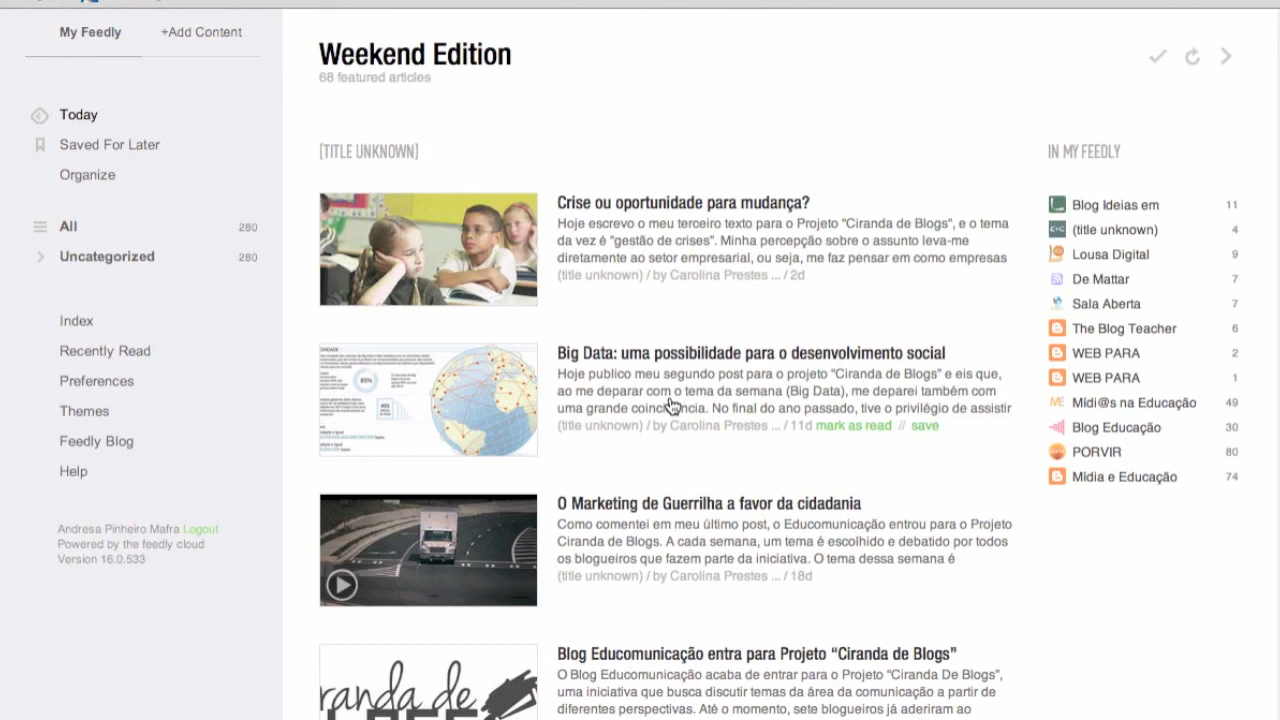 My Feedly
+Add Content
Today
Saved For Later
Organize
All 280
Uncategorized 280
Index
Recently Read
Preferences
Themes
Feedly Blog
Help
Andresa Pinheiro Mafra Logout
Powered by the feedly cloud
Version 16.0.533
Weekend Edition
68 featured articles
[TITLE UNKNOWN]
Crise ou oportunidade para mudança?
Hoje escrevo o meu terceiro texto para o Projeto “Ciranda de Blogs”, e o tema
da vez é “gestão de crises”. Minha percepção sobre o assunto leva-me
diretamente ao setor empresarial, ou seja, me faz pensar em como empresas
(title unknown) / by Carolina Prestes ... / 2d
85%
Big Data: uma possibilidade para o desenvolvimento social
Hoje publico meu segundo post para o projeto “Ciranda de Blogs” e eis que,
ao me deparar com o tema da semana (Big Data), me deparei também com
uma grande coincidência. No final do ano passado, tive o privilégio de assistir
(title unknown) / by Carolina Prestes ... / 11d mark as read // save
O Marketing de Guerrilha a favor da cidadania
Como comentei em meu último post, o Educomunicação entrou para o Projeto
Ciranda de Blogs. A cada semana, um tema é escolhido e debatido por todos
os blogueiros que fazem parte da iniciativa. O tema dessa semana é
(title unknown) / by Carolina Prestes ... / 18d
randa de
Blog Educomunicação entra para Projeto “Ciranda de Blogs”
O Blog Educomunicação acaba de entrar para o Projeto “Ciranda De Blogs”,
uma iniciativa que busca discutir temas da área da comunicação a partir de
diferentes perspectivas. Até o momento, sete blogueiros já aderiram ao
IN MY FEEDLY
Blog Ideias em 11
(title unknown) 4
Lousa Digital 9
De Mattar 7
Sala Aberta 7
The Blog Teacher 6
WEB PARA 2
WEB PARA 1
Mídi@s na Educação 49
Blog Educação 30
PORVIR 80
Mídia e Educação 74